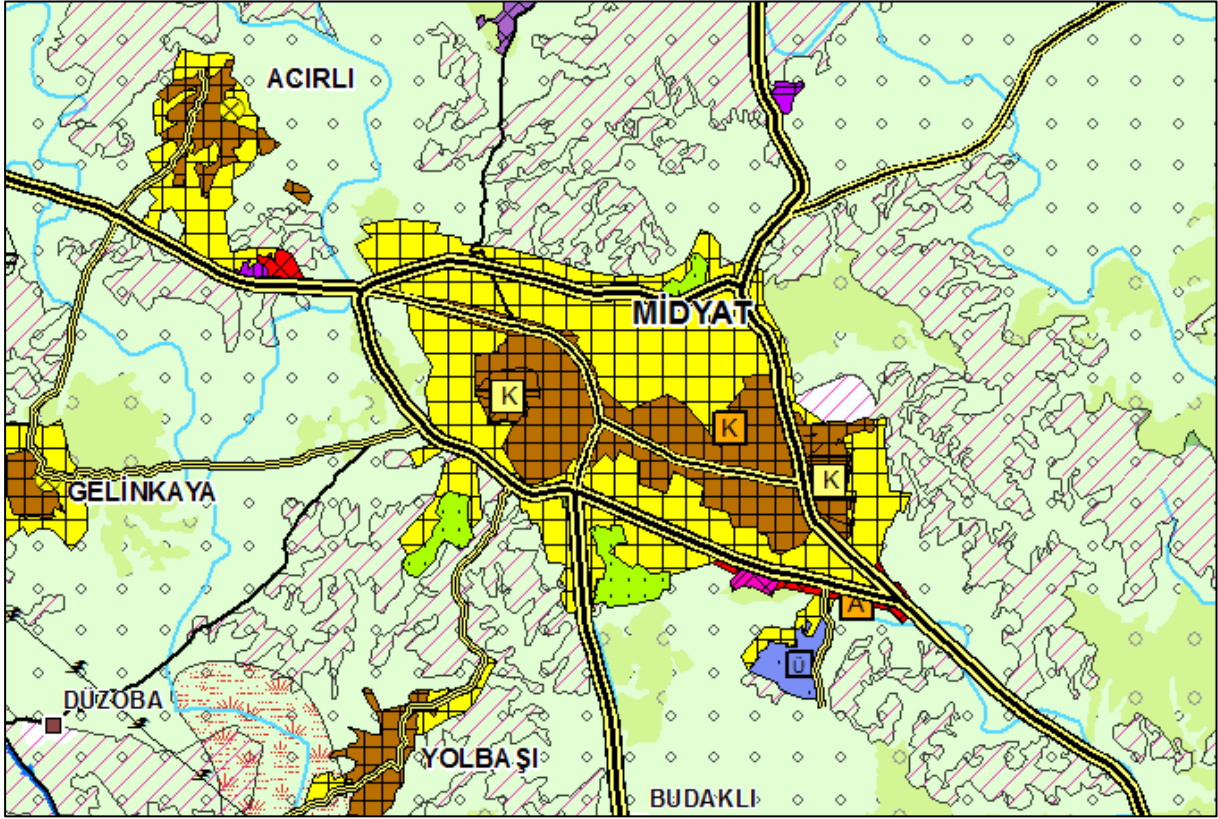 ACIRLI
MİDYAT
K
K
K
GELİNKAYA
A
Ü
DÜZOBA
YOLBAŞI
BUDAKLI